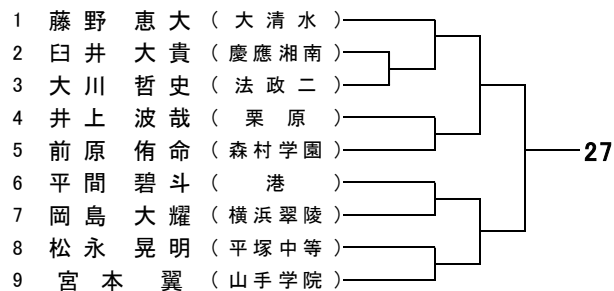 1 藤野 恵大 (大清水)
2 臼井 大貴 (慶應湘南)
3 大川 哲史 (法政二)
4 井上 波哉 (栗原)
5 前原 侑命 (森村学園)
27
6 平間 碧斗 (港)
7 岡島 大耀 (横浜翠陵)
8 松永 晃明 (平塚中等)
9 宮本 翼 (山手学院)